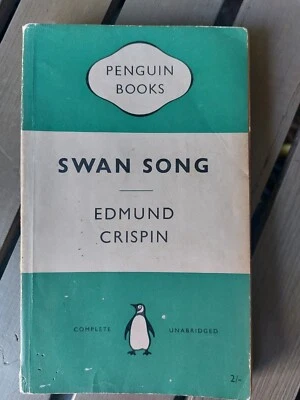 PENGUIN
BOOKS
SWAN SONG
EDMUND
CRISPIN
COMPLETE UNABRIDGED
2/-